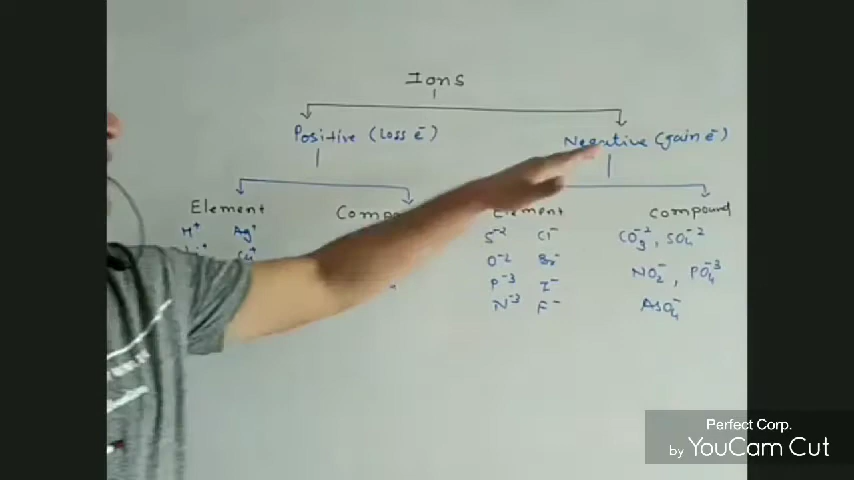 Ions
Positive (Loss e⁻) Negative (gain e⁻)
Element Element Compound
H⁺ Ag⁺ S⁻² Cl⁻ CO₃⁻², SO₄⁻²
O⁻² Br⁻ NO₂⁻, PO₄⁻³
P⁻³ I⁻
N⁻³ F⁻ AsO₄⁻
Perfect Corp.
by YouCam Cut